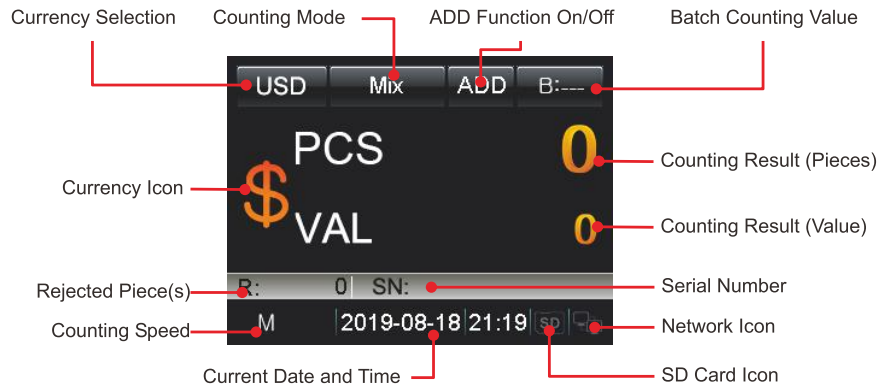 Currency Selection Counting Mode ADD Function On/Off Batch Counting Value
USD Mix ADD B:---
PCS 0 Counting Result (Pieces)
Currency Icon $
VAL 0 Counting Result (Value)
Rejected Piece(s) R: 0 SN: Serial Number
Counting Speed M 2019-08-18 21:19 SD Network Icon
Current Date and Time SD Card Icon